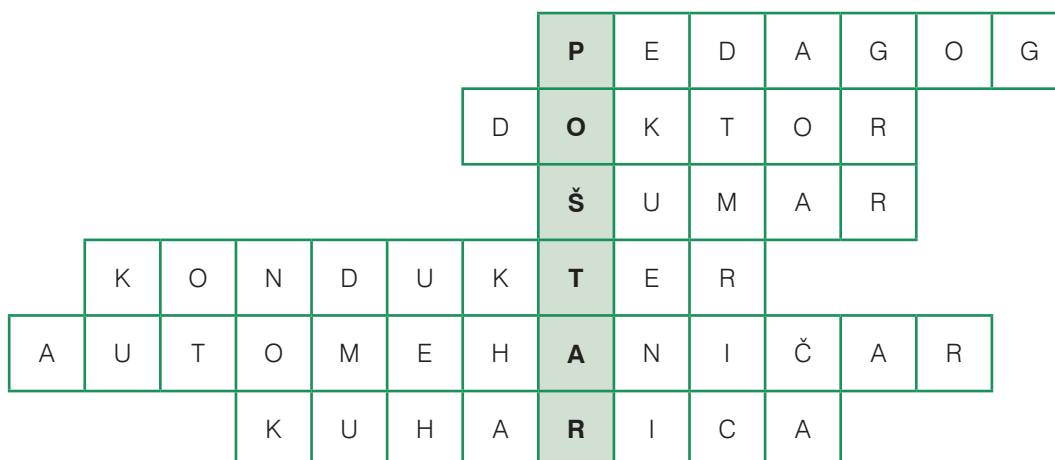 PEDAGOG
DOKTOR
ŠUMAR
KONDUKTER
AUTOMEHANIČAR
KUHARICA